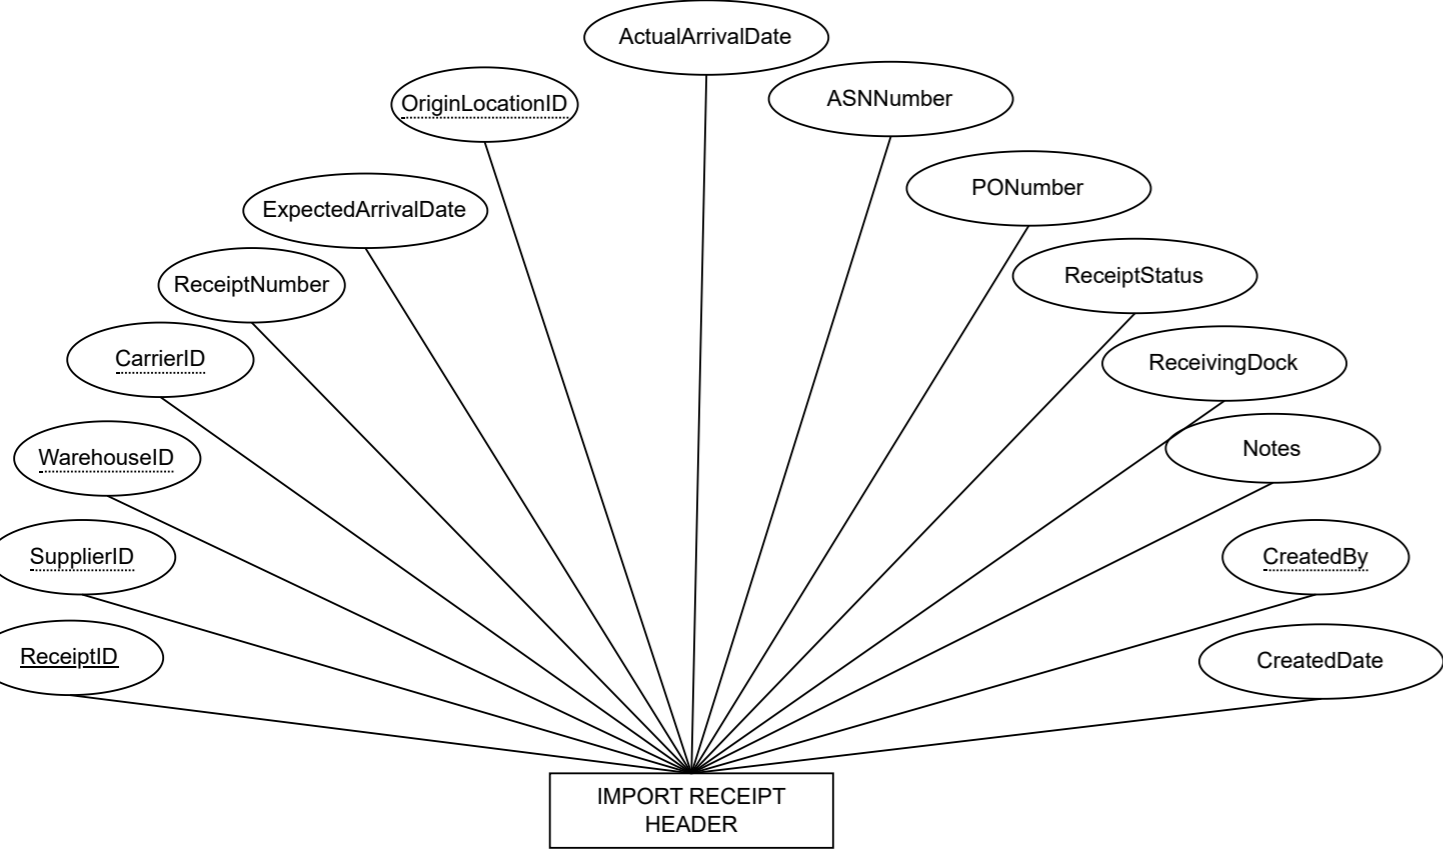 ActualArrivalDate
ASNNumber
OriginLocationID
PONumber
ExpectedArrivalDate
ReceiptStatus
ReceiptNumber
ReceivingDock
CarrierID
Notes
WarehouseID
SupplierID
CreatedBy
ReceiptID
CreatedDate
IMPORT RECEIPT
HEADER